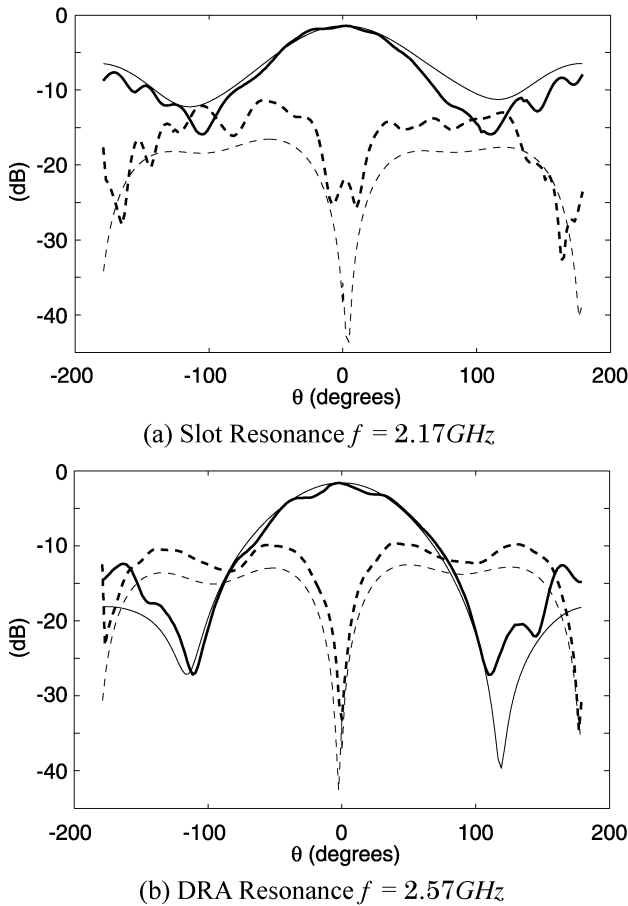 0
-10
-20
-30
-40
(dB)
-200 -100 0 100 200
θ (degrees)
(a) Slot Resonance f = 2.17GHz
0
-10
-20
-30
-40
(dB)
-200 -100 0 100 200
θ (degrees)
(b) DRA Resonance f = 2.57GHz